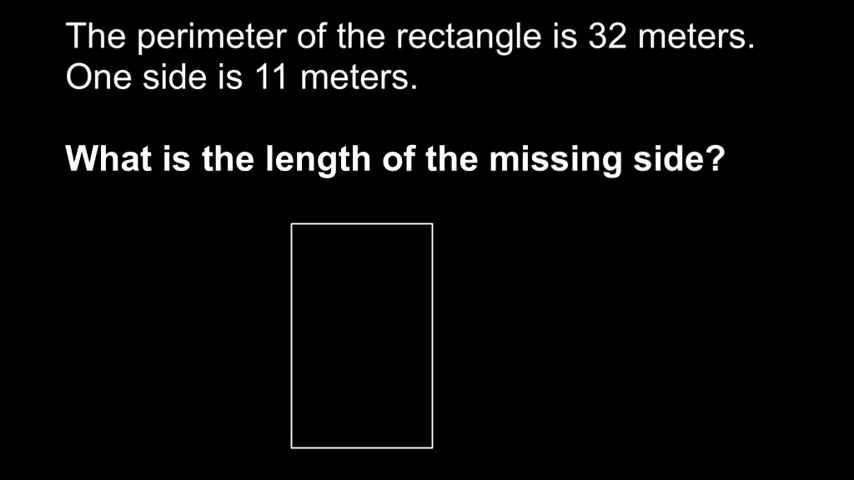 The perimeter of the rectangle is 32 meters.
One side is 11 meters.
What is the length of the missing side?